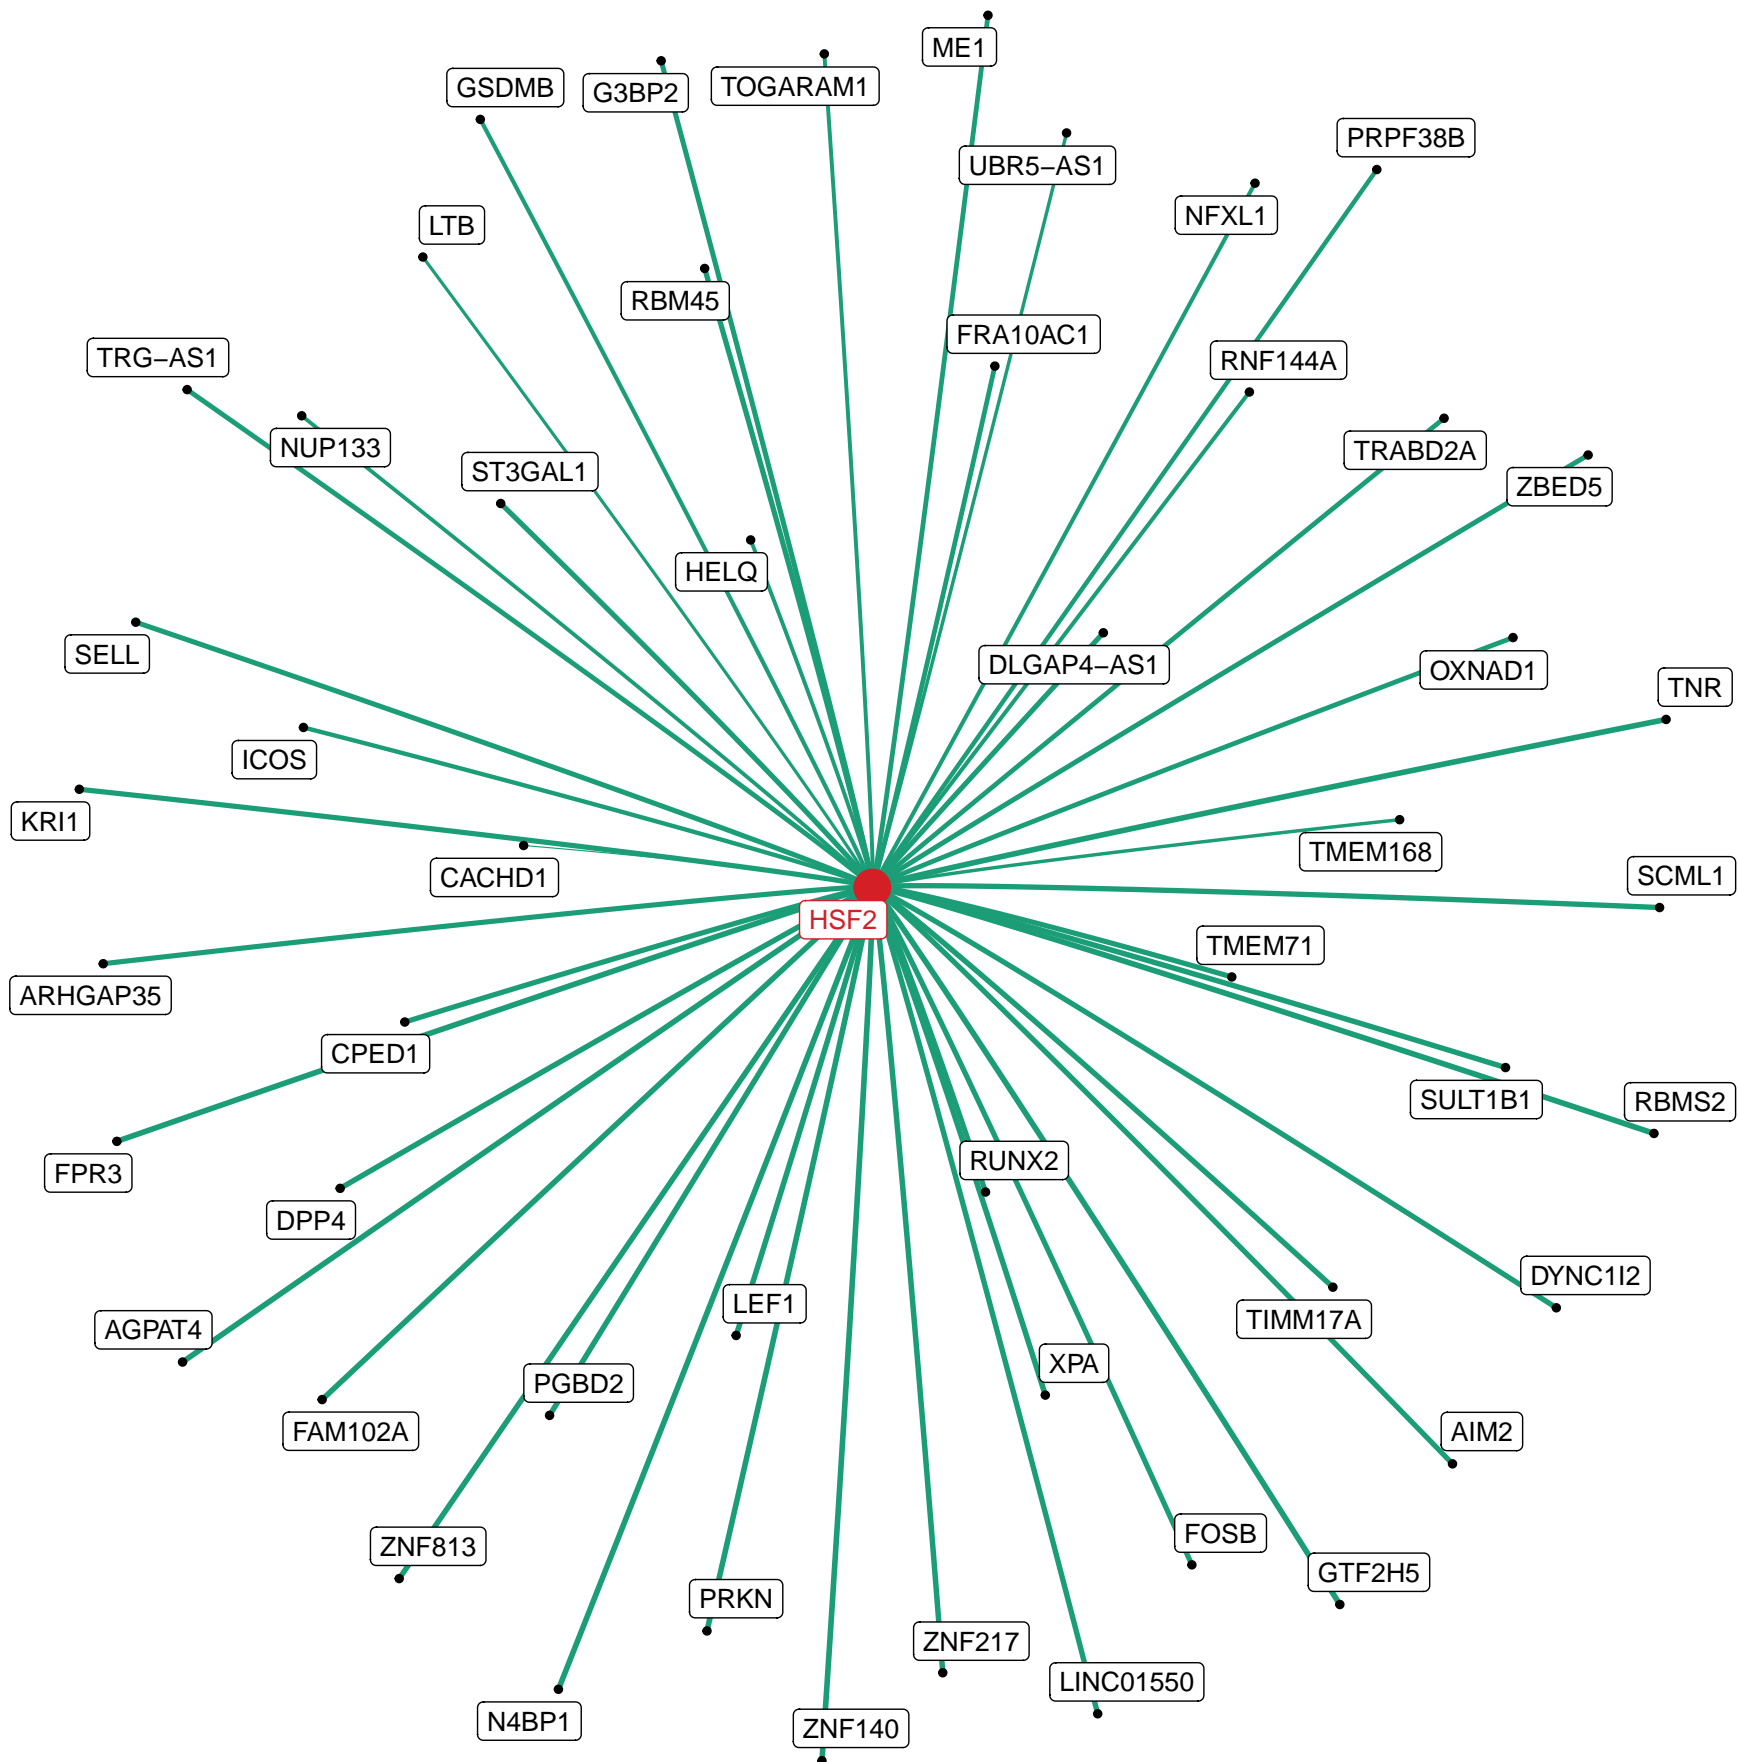 ME1
GSDMB
G3BP2
TOGARAM1
PRPF38B
UBR5−AS1
NFXL1
LTB
RBM45
FRA10AC1
TRG−AS1
RNF144A
NUP133
TRABD2A
ST3GAL1
ZBED5
HELQ
SELL
DLGAP4−AS1
OXNAD1
TNR
ICOS
KRI1
TMEM168
CACHD1
SCML1
HSF2
TMEM71
ARHGAP35
CPED1
SULT1B1
RBMS2
RUNX2
FPR3
DPP4
DYNC1I2
LEF1
TIMM17A
AGPAT4
XPA
PGBD2
FAM102A
AIM2
FOSB
ZNF813
GTF2H5
PRKN
ZNF217
LINC01550
N4BP1
ZNF140